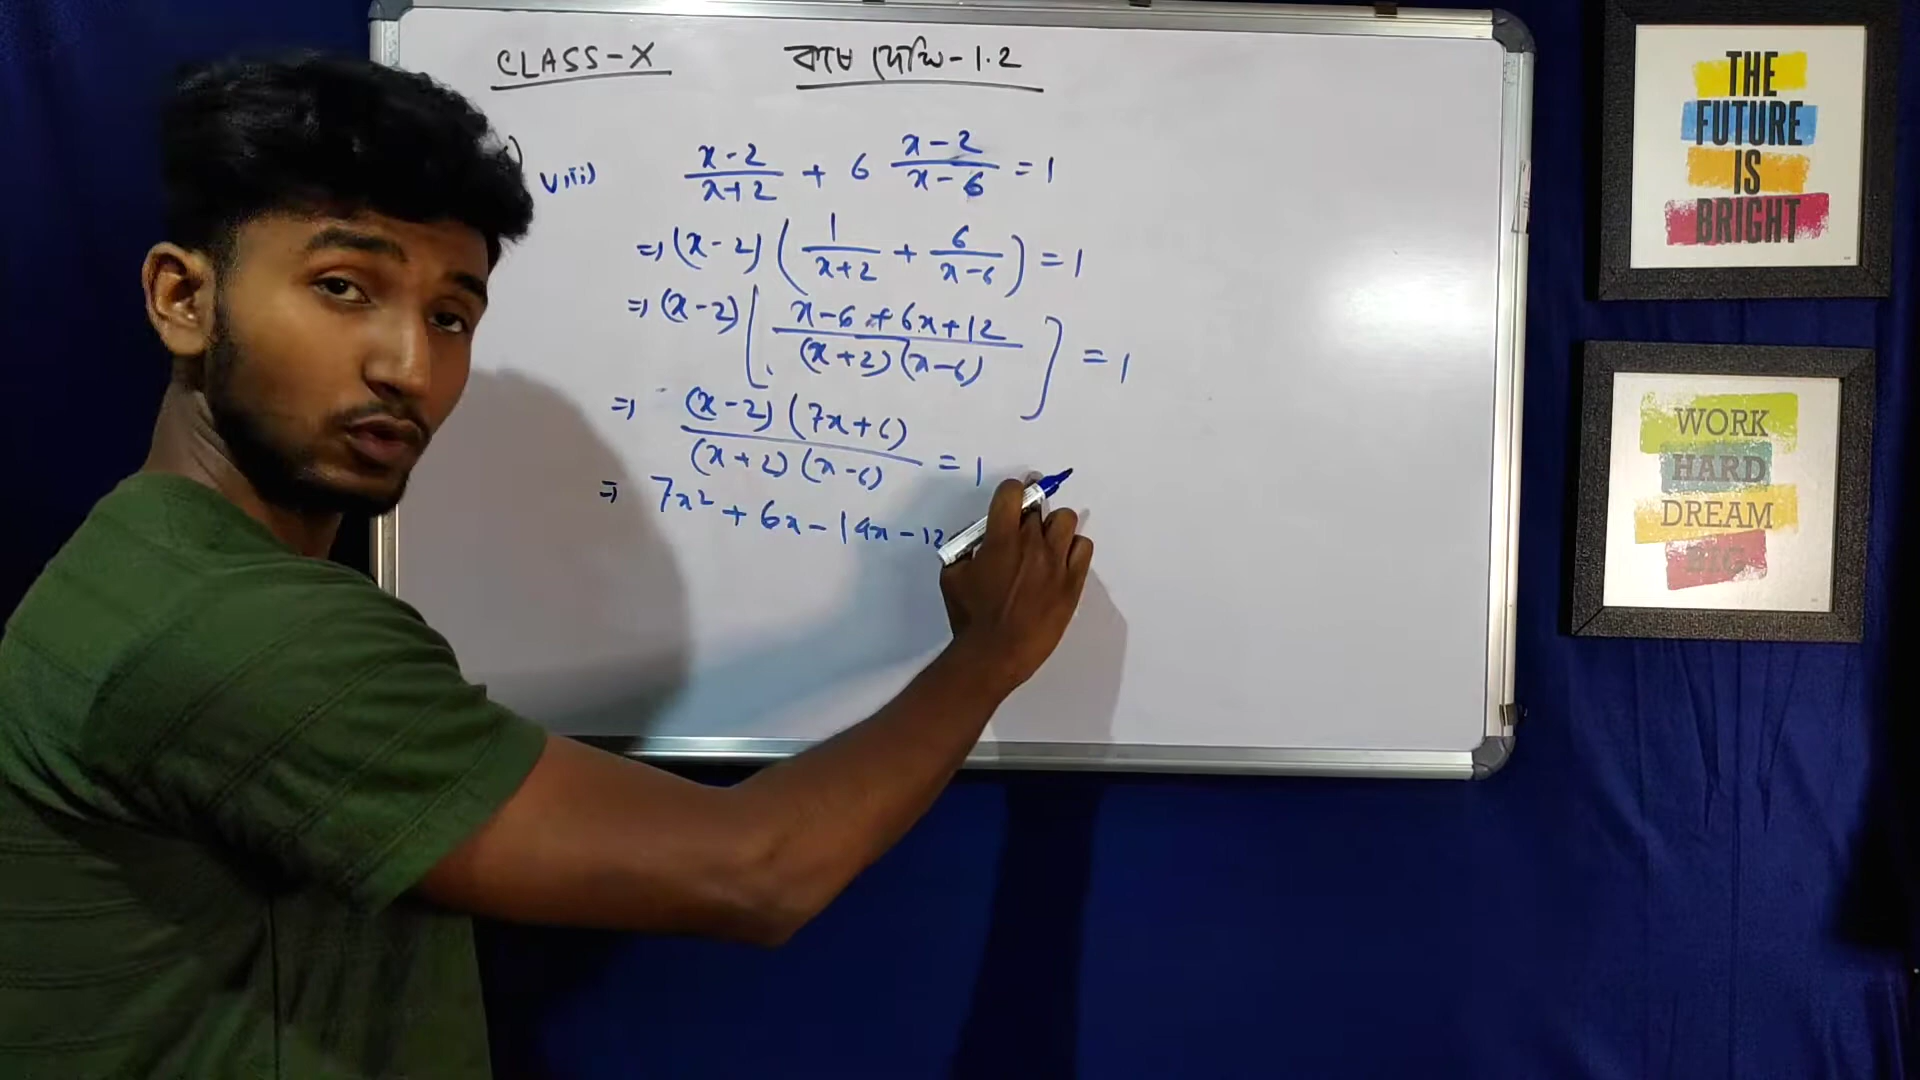 CLASS-X কষে দেখি-1.2
viii) x-2/x+2 + 6 x-2/x-6 = 1
⇒ (x-2) (1/x+2 + 6/x-6) = 1
⇒ (x-2) [x-6+6x+12/(x+2)(x-6)] = 1
⇒ (x-2)(7x+6)/(x+2)(x-6) = 1
⇒ 7x² + 6x - 14x - 12
THE
FUTURE
IS
BRIGHT
WORK
HARD
DREAM
BIG